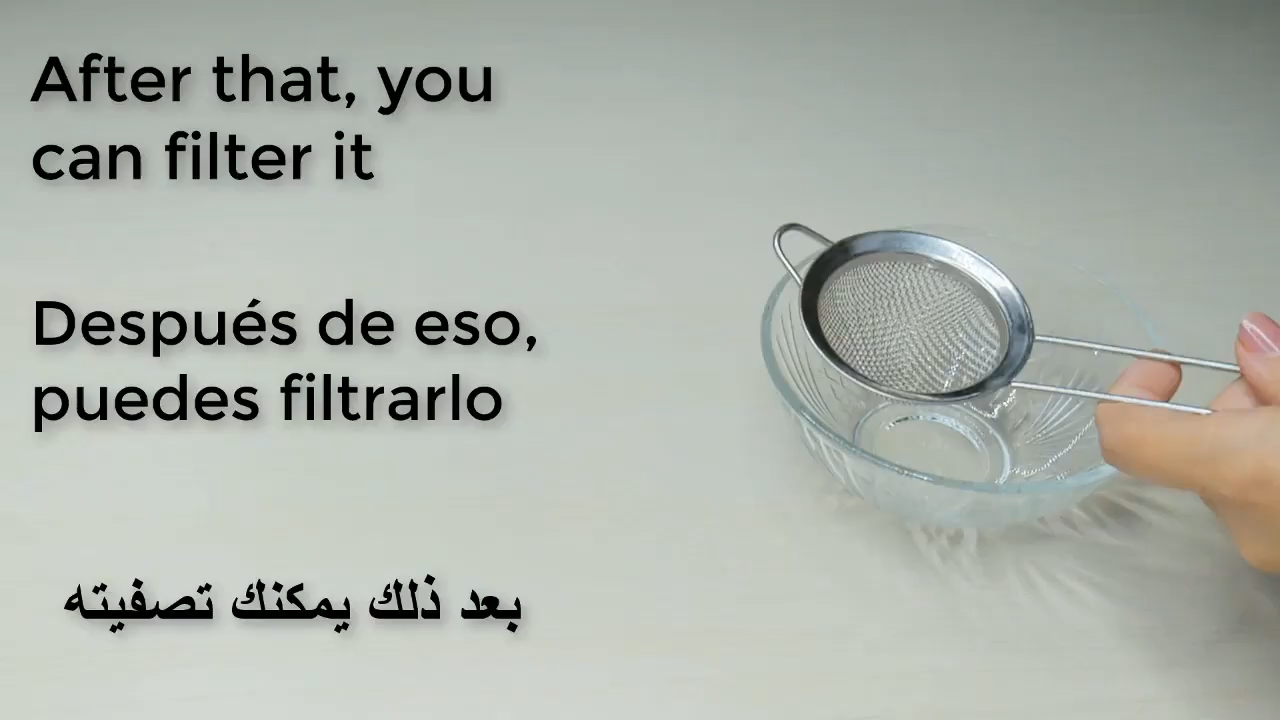 After that, you
can filter it
Después de eso,
puedes filtrarlo
بعد ذلك يمكنك تصفيته